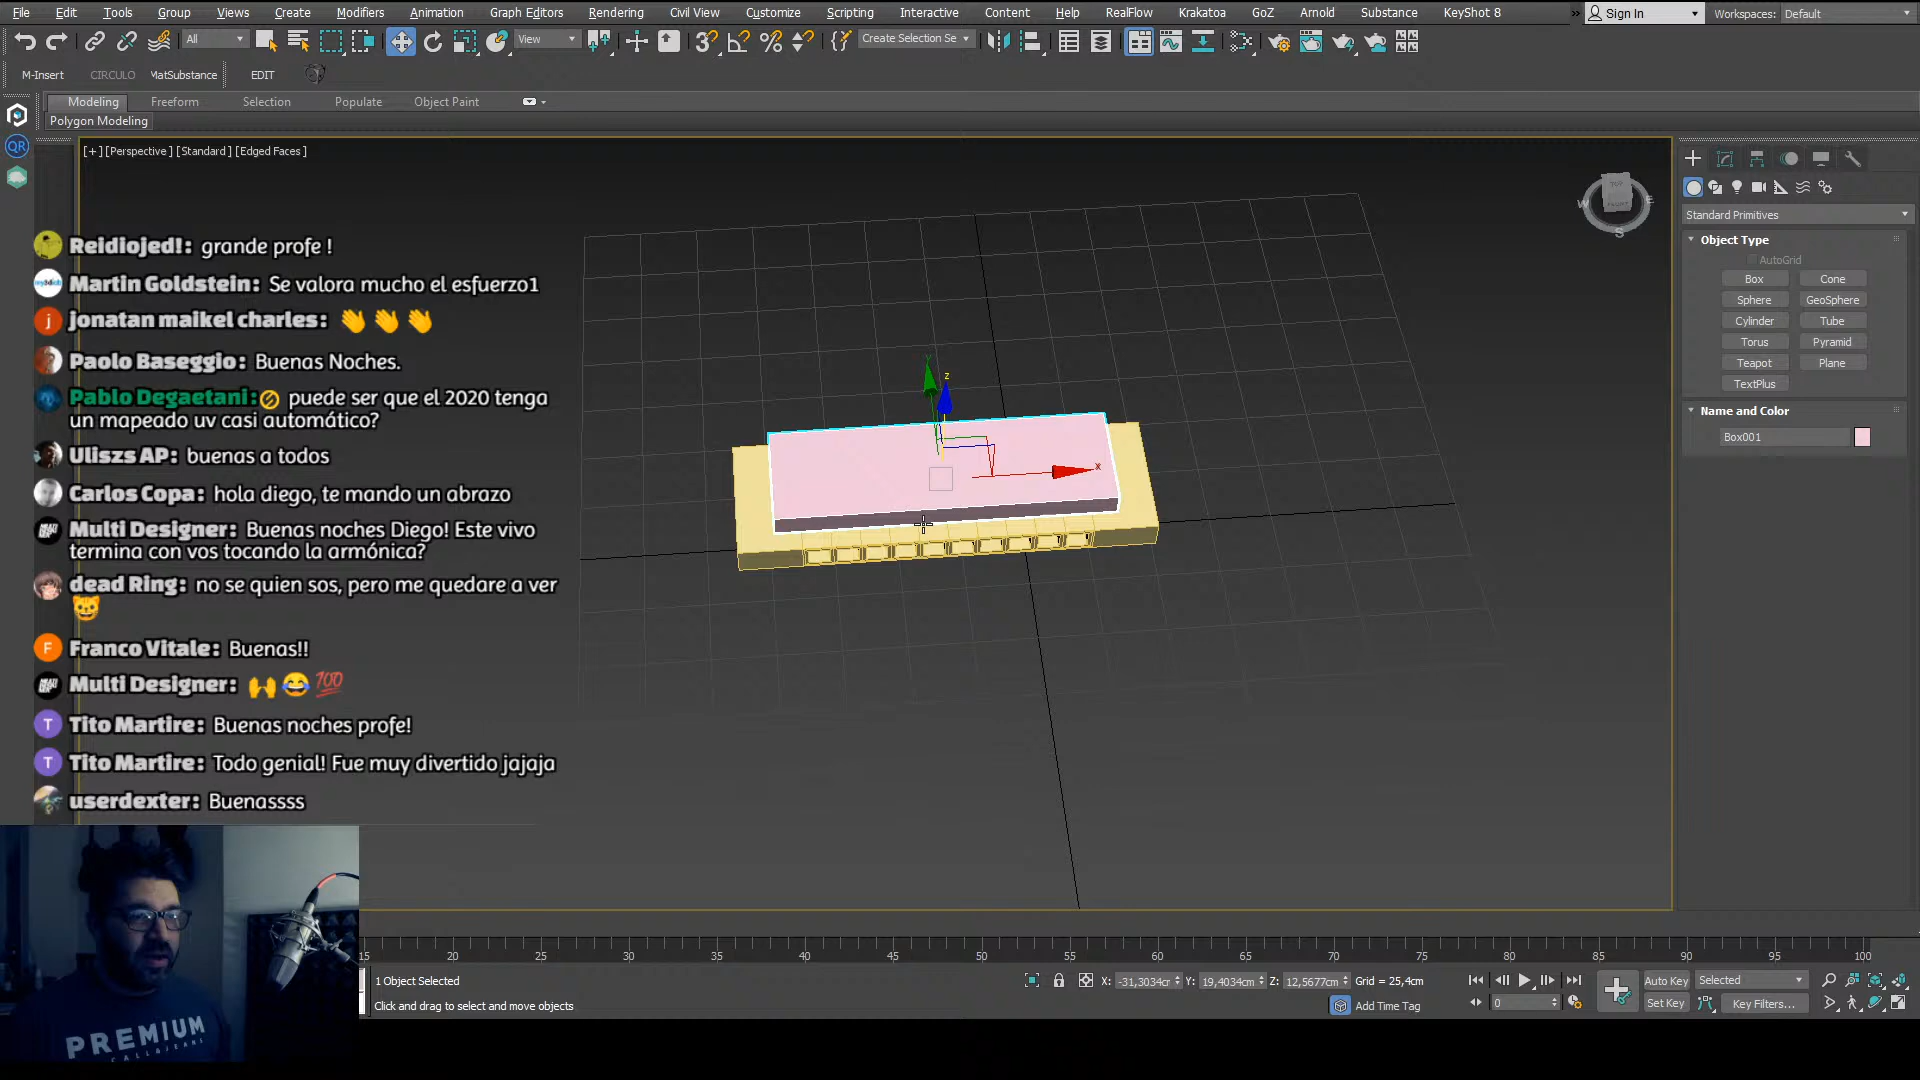 File Edit Tools Group Views Create Modifiers Animation Graph Editors Rendering Civil View Customize Scripting Interactive Content Help RealFlow Krakatoa GoZ Arnold Substance KeyShot 8 » Sign In Workspaces: Default
All View Create Selection Se
M-Insert CIRCULO MatSubstance EDIT
Modeling Freeform Selection Populate Object Paint
Polygon Modeling
QR
[+] [Perspective] [Standard] [Edged Faces]
TOP
FRONT
W E
S
Standard Primitives
Object Type
AutoGrid
Box Cone
Sphere GeoSphere
Cylinder Tube
Torus Pyramid
Teapot Plane
TextPlus
Name and Color
Box001
Reidiojed!: grande profe !
Martin Goldstein: Se valora mucho el esfuerzo1
j jonatan maikel charles: 👏 👏 👏
Paolo Baseggio: Buenas Noches.
Pablo Degaetani: puede ser que el 2020 tenga
un mapeado uv casi automático?
Uliszs AP: buenas a todos
Carlos Copa: hola diego, te mando un abrazo
Multi Designer: Buenas noches Diego! Este vivo
termina con vos tocando la armónica?
dead Ring: no se quien sos, pero me quedare a ver
😺
F Franco Vitale: Buenas!!
Multi Designer: 🙌 😂 💯
T Tito Martire: Buenas noches profe!
T Tito Martire: Todo genial! Fue muy divertido jajaja
userdexter: Buenassss
y z x
PREMIUM
15 20 25 30 35 40 45 50 55 60 65 70 75 80 85 90 95 100
1 Object Selected X: -31,3034cm Y: 19,4034cm Z: 12,5677cm Grid = 25,4cm Auto Key Selected
Click and drag to select and move objects Add Time Tag 0 Set Key Key Filters...